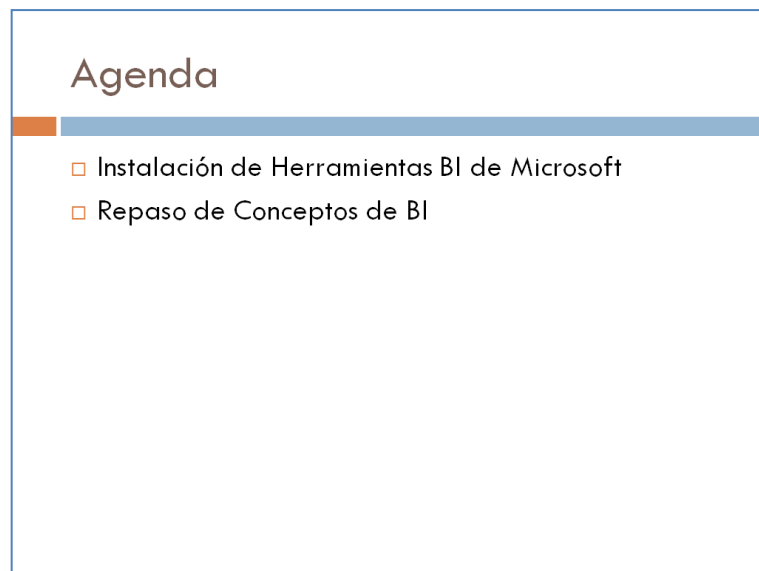 Agenda
Instalación de Herramientas BI de Microsoft
Repaso de Conceptos de BI